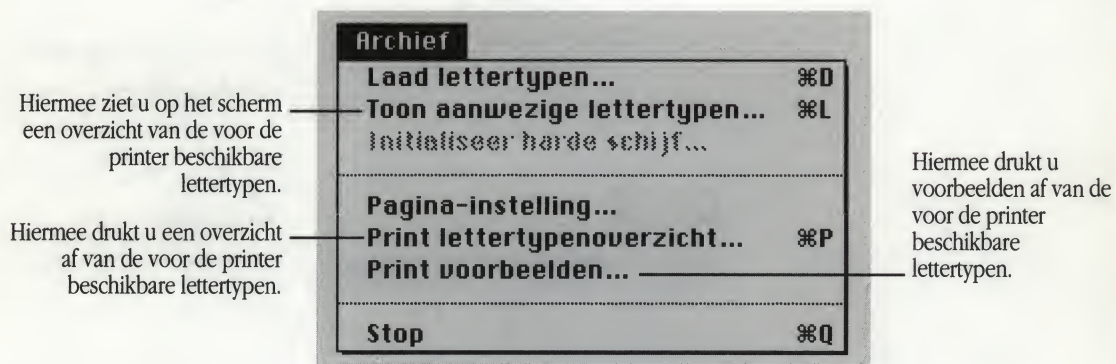 Archief
Laad lettertypen... ⌘D
Toon aanwezige lettertypen... ⌘L
Initialiseer harde schijf...
Pagina-instelling...
Print lettertypenoverzicht... ⌘P
Print voorbeelden...
Stop ⌘Q
Hiermee ziet u op het scherm
een overzicht van de voor de
printer beschikbare
lettertypen.
Hiermee drukt u een overzicht
af van de voor de printer
beschikbare lettertypen.
Hiermee drukt u
voorbeelden af van de
voor de printer
beschikbare
lettertypen.